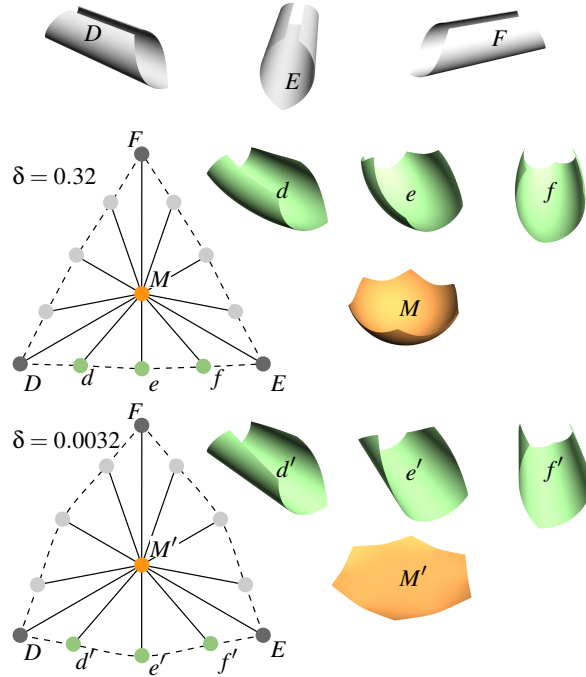 D
E
F
F
δ = 0.32
d
e
f
M
M
D
d
e
f
E
F
δ = 0.0032
d′
e′
f′
M′
M′
D
d′
e′
f′
E